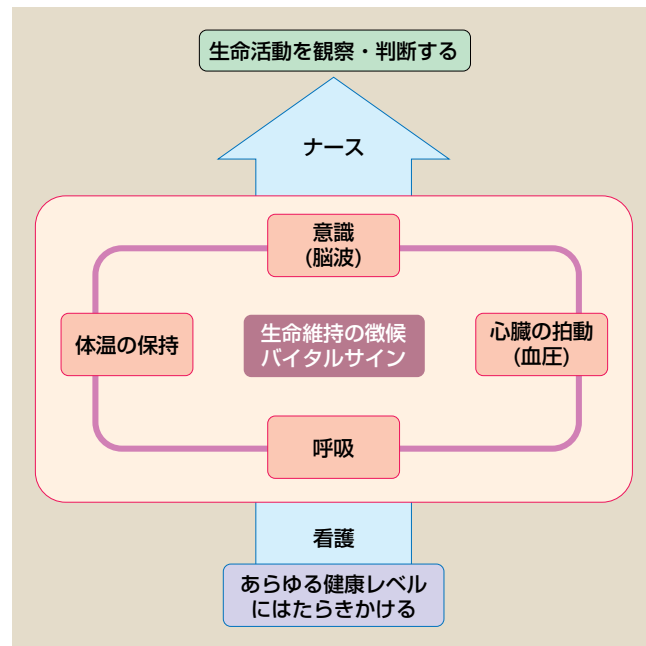 生命活動を観察・判断する
ナース
意識
(脳波)
体温の保持
生命維持の徴候
バイタルサイン
心臓の拍動
(血圧)
呼吸
看護
あらゆる健康レベル
にはたらきかける